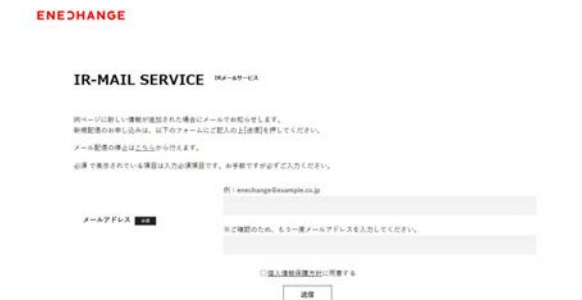 ENECHANGE
IR-MAIL SERVICE IRメールサービス
IRページに新しい情報が追加された場合にメールでお知らせします。
新規配信のお申し込みは、以下のフォームにご記入の上[送信]を押してください。
メール配信の停止はこちらから行えます。
必須 で表示されている項目は入力必須項目です。お手数ですが必ずご入力ください。
例：enechange@example.co.jp
メールアドレス 必須
※ご確認のため、もう一度メールアドレスを入力してください。
個人情報保護方針に同意する
送信